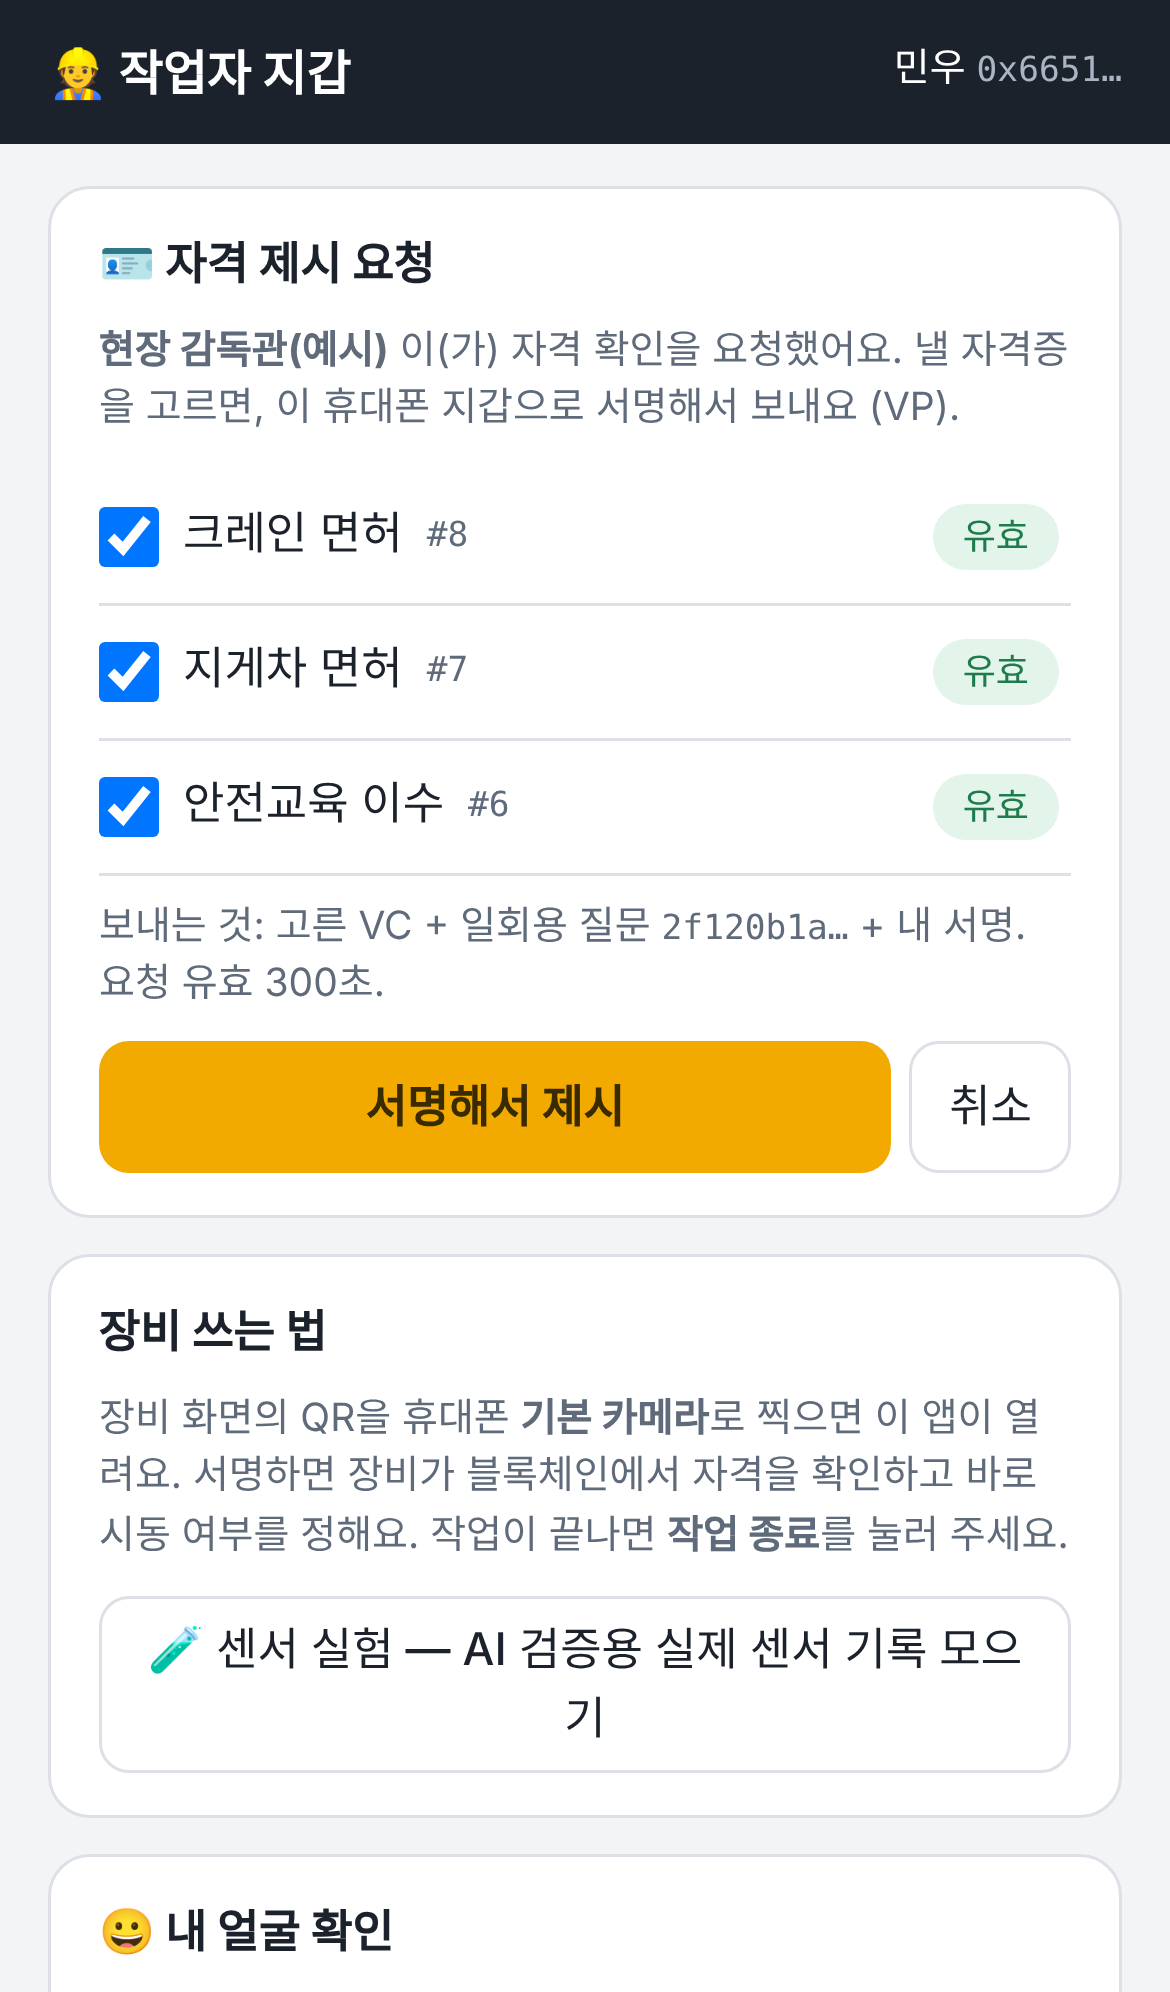 👷 작업자 지갑
민우 0x6651…
🪪 자격 제시 요청
현장 감독관(예시) 이(가) 자격 확인을 요청했어요. 낼 자격증
을 고르면, 이 휴대폰 지갑으로 서명해서 보내요 (VP).
크레인 면허 #8 유효
지게차 면허 #7 유효
안전교육 이수 #6 유효
보내는 것: 고른 VC + 일회용 질문 2f120b1a… + 내 서명.
요청 유효 300초.
서명해서 제시
취소
장비 쓰는 법
장비 화면의 QR을 휴대폰 기본 카메라로 찍으면 이 앱이 열
려요. 서명하면 장비가 블록체인에서 자격을 확인하고 바로
시동 여부를 정해요. 작업이 끝나면 작업 종료를 눌러 주세요.
🧪 센서 실험 — AI 검증용 실제 센서 기록 모으
기
😀 내 얼굴 확인